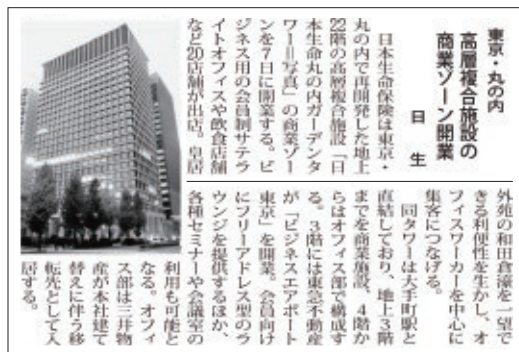 東京・丸の内
高層複合施設の
商業ゾーン開業
日生
日本生命保険は東京・
丸の内で再開発した地上
22階の高層複合施設「日
本生命丸の内ガーデンタ
ワー＝写真」の商業ゾー
ンを7日に開業する。ビ
ジネス用の会員制サテラ
イトオフィスや飲食店舗
など20店舗が出店。皇居
外苑の和田倉濠を一望で
きる利便性を生かし、オ
フィスワーカーを中心に
集客につなげる。
同タワーは大手町駅と
直結しており、地上3階
までを商業施設、4階か
らはオフィス部で構成す
る。3階には東急不動産
が「ビジネスエアポート
東京」を開業。会員向け
にフリーアドレス型のラ
ウンジを提供するほか、
各種セミナーや会議室の
利用も可能と
なる。オフィ
ス部は三井物
産が本社建て
替えに伴う移
転先として入
居する。